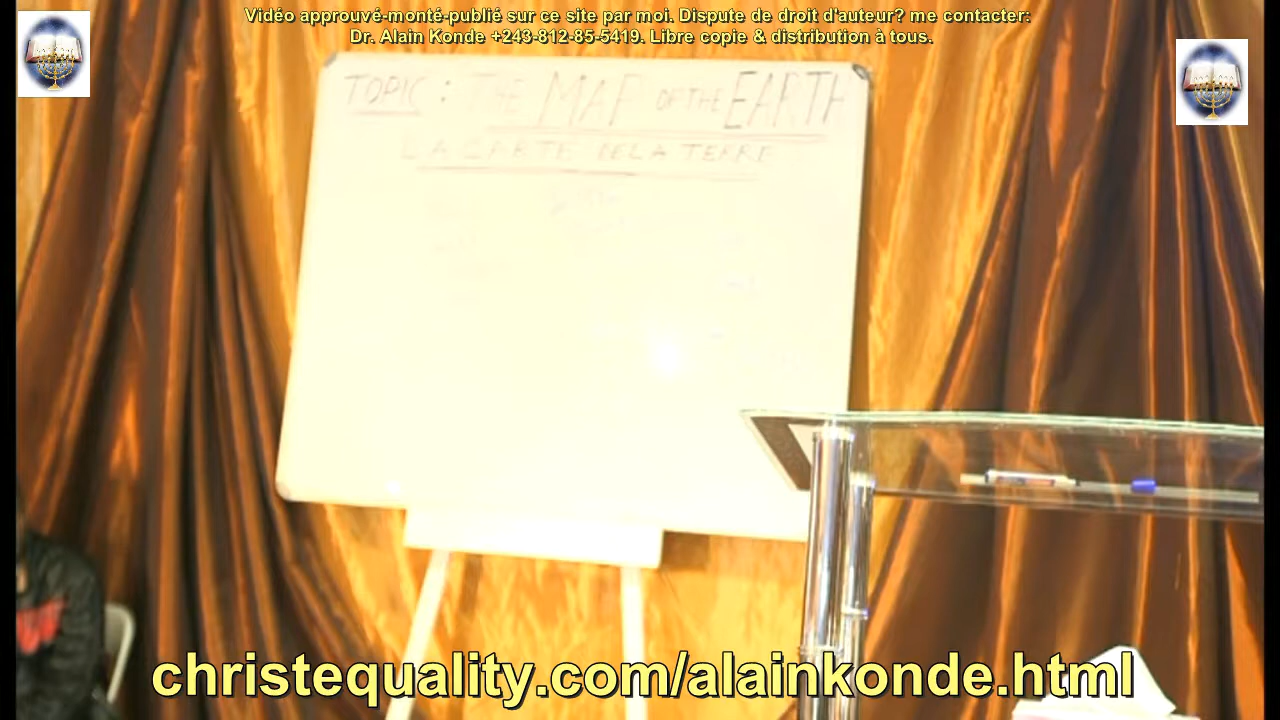 Vidéo approuvé-monté-publié sur ce site par moi. Dispute de droit d'auteur? me contacter:
Dr. Alain Konde +243-812-85-5419. Libre copie & distribution à tous.
TOPIC : THE MAP OF THE EARTH
LA CARTE DE LA TERRE
christequality.com/alainkonde.html